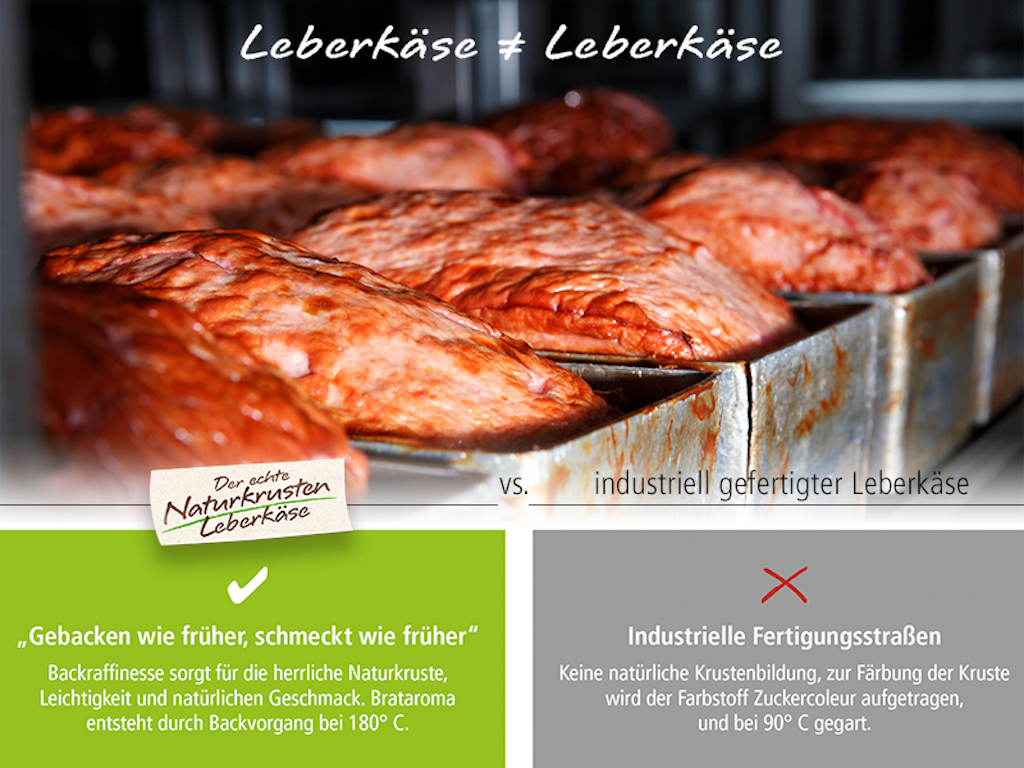 Leberkäse ≠ Leberkäse
Der echte
Naturkrusten
Leberkäse
vs.
industriell gefertigter Leberkäse
„Gebacken wie früher, schmeckt wie früher“
Backraffinesse sorgt für die herrliche Naturkruste,
Leichtigkeit und natürlichen Geschmack. Brataroma
entsteht durch Backvorgang bei 180° C.
Industrielle Fertigungsstraßen
Keine natürliche Krustenbildung, zur Färbung der Kruste
wird der Farbstoff Zuckercoleur aufgetragen,
und bei 90° C gegart.